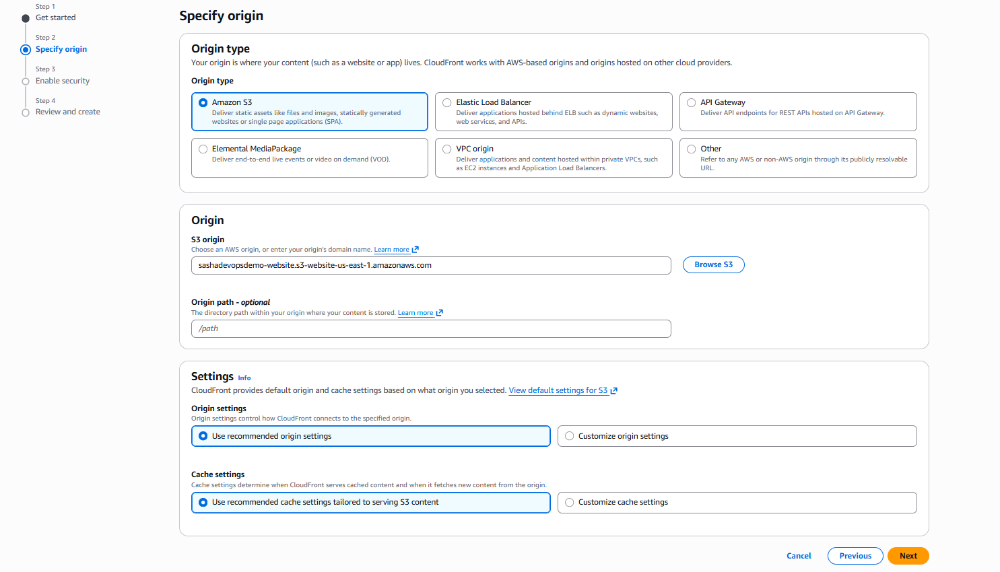 Step 1
Get started
Step 2
Specify origin
Step 3
Enable security
Step 4
Review and create
Specify origin
Origin type
Your origin is where your content (such as a website or app) lives. CloudFront works with AWS-based origins and origins hosted on other cloud providers.
Origin type
Amazon S3
Deliver static assets like files and images, statically generated
websites or single page applications (SPA).
Elastic Load Balancer
Deliver applications hosted behind ELB such as dynamic websites,
web services, and APIs.
API Gateway
Deliver API endpoints for REST APIs hosted on API Gateway.
Elemental MediaPackage
Deliver end-to-end live events or video on demand (VOD).
VPC origin
Deliver applications and content hosted within private VPCs, such
as EC2 instances and Application Load Balancers.
Other
Refer to any AWS or non-AWS origin through its publicly resolvable
URL.
Origin
S3 origin
Choose an AWS origin, or enter your origin's domain name. Learn more
sashadevopsdemo-website.s3-website-us-east-1.amazonaws.com
Browse S3
Origin path - optional
The directory path within your origin where your content is stored. Learn more
/path
Settings Info
CloudFront provides default origin and cache settings based on what origin you selected. View default settings for S3
Origin settings
Origin settings control how CloudFront connects to the specified origin.
Use recommended origin settings
Customize origin settings
Cache settings
Cache settings determine when CloudFront serves cached content and when it fetches new content from the origin.
Use recommended cache settings tailored to serving S3 content
Customize cache settings
Cancel
Previous
Next